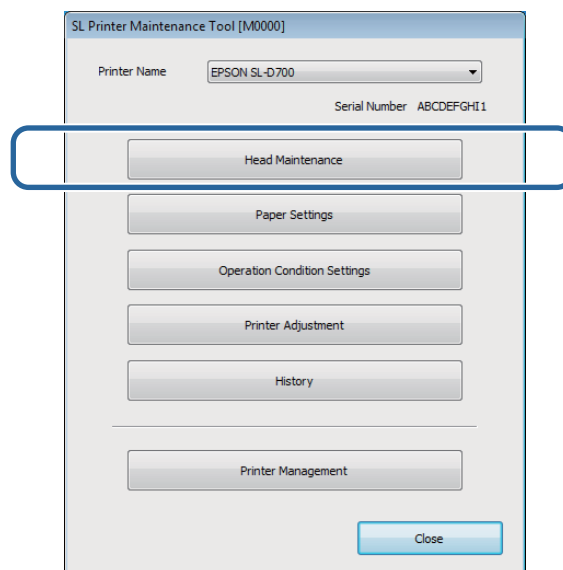 SL Printer Maintenance Tool [M0000]
Printer Name EPSON SL-D700
Serial Number ABCDEFGHI1
Head Maintenance
Paper Settings
Operation Condition Settings
Printer Adjustment
History
Printer Management
Close